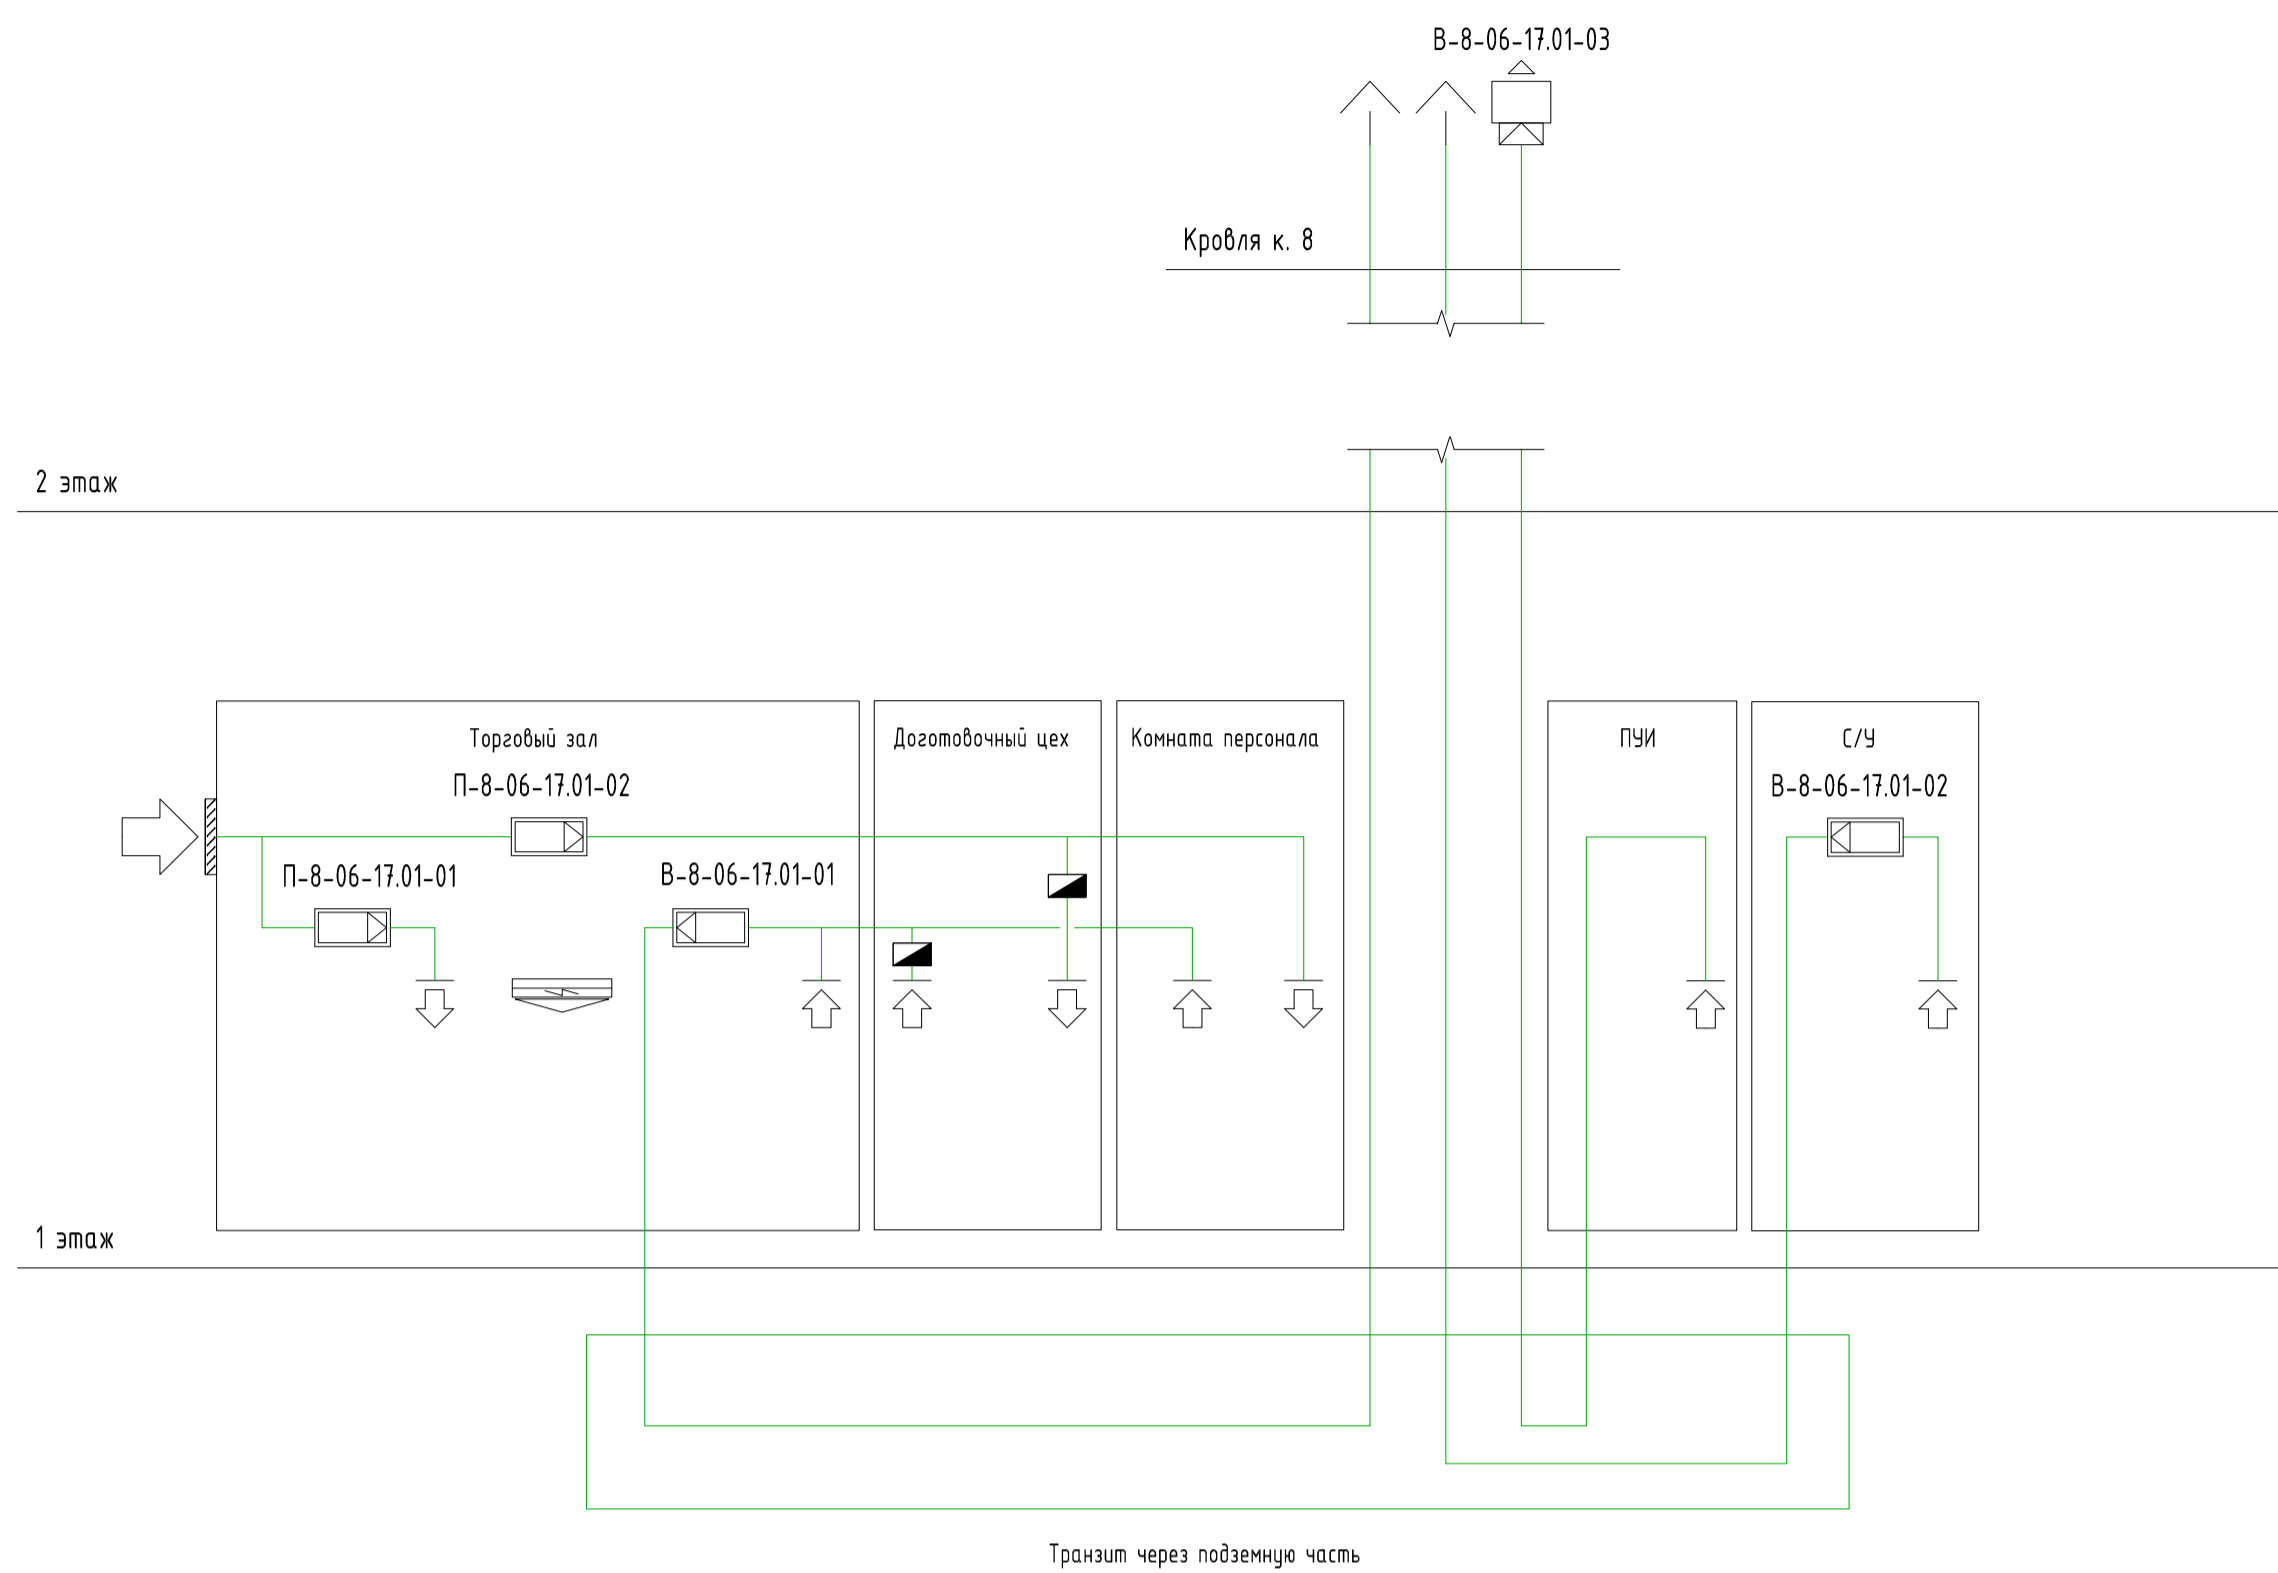 В-8-06-17.01-03
Кровля к. 8
2 этаж
Торговый зал
Доготовочный цех
Комната персонала
ПУИ
С/У
П-8-06-17.01-02
В-8-06-17.01-02
П-8-06-17.01-01
В-8-06-17.01-01
1 этаж
Транзит через подземную часть